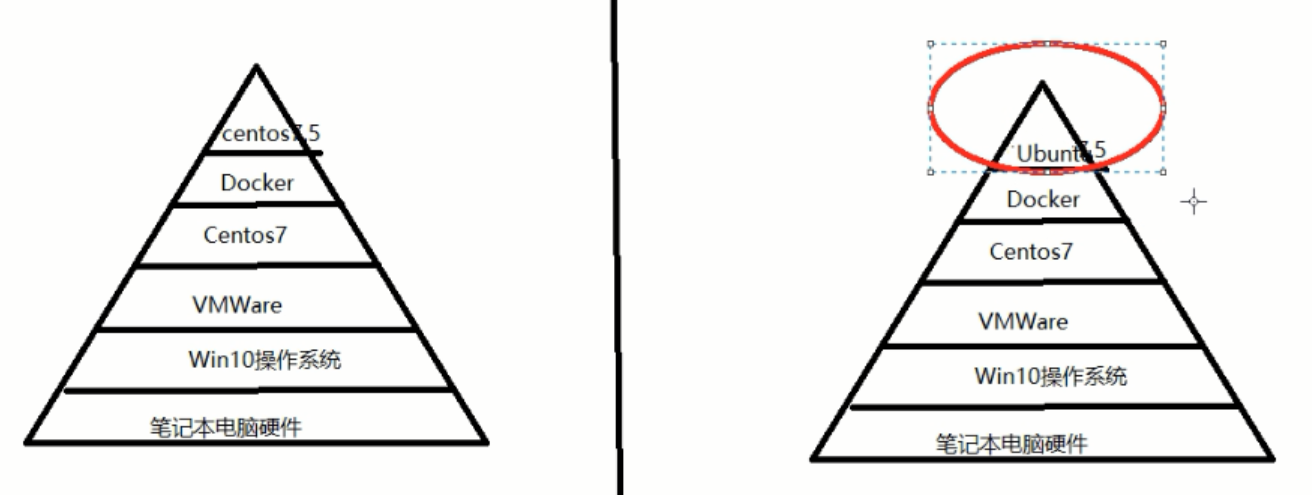 centos7.5
Docker
Centos7
VMWare
Win10操作系统
笔记本电脑硬件
Ubuntu7.5
Docker
Centos7
VMWare
Win10操作系统
笔记本电脑硬件